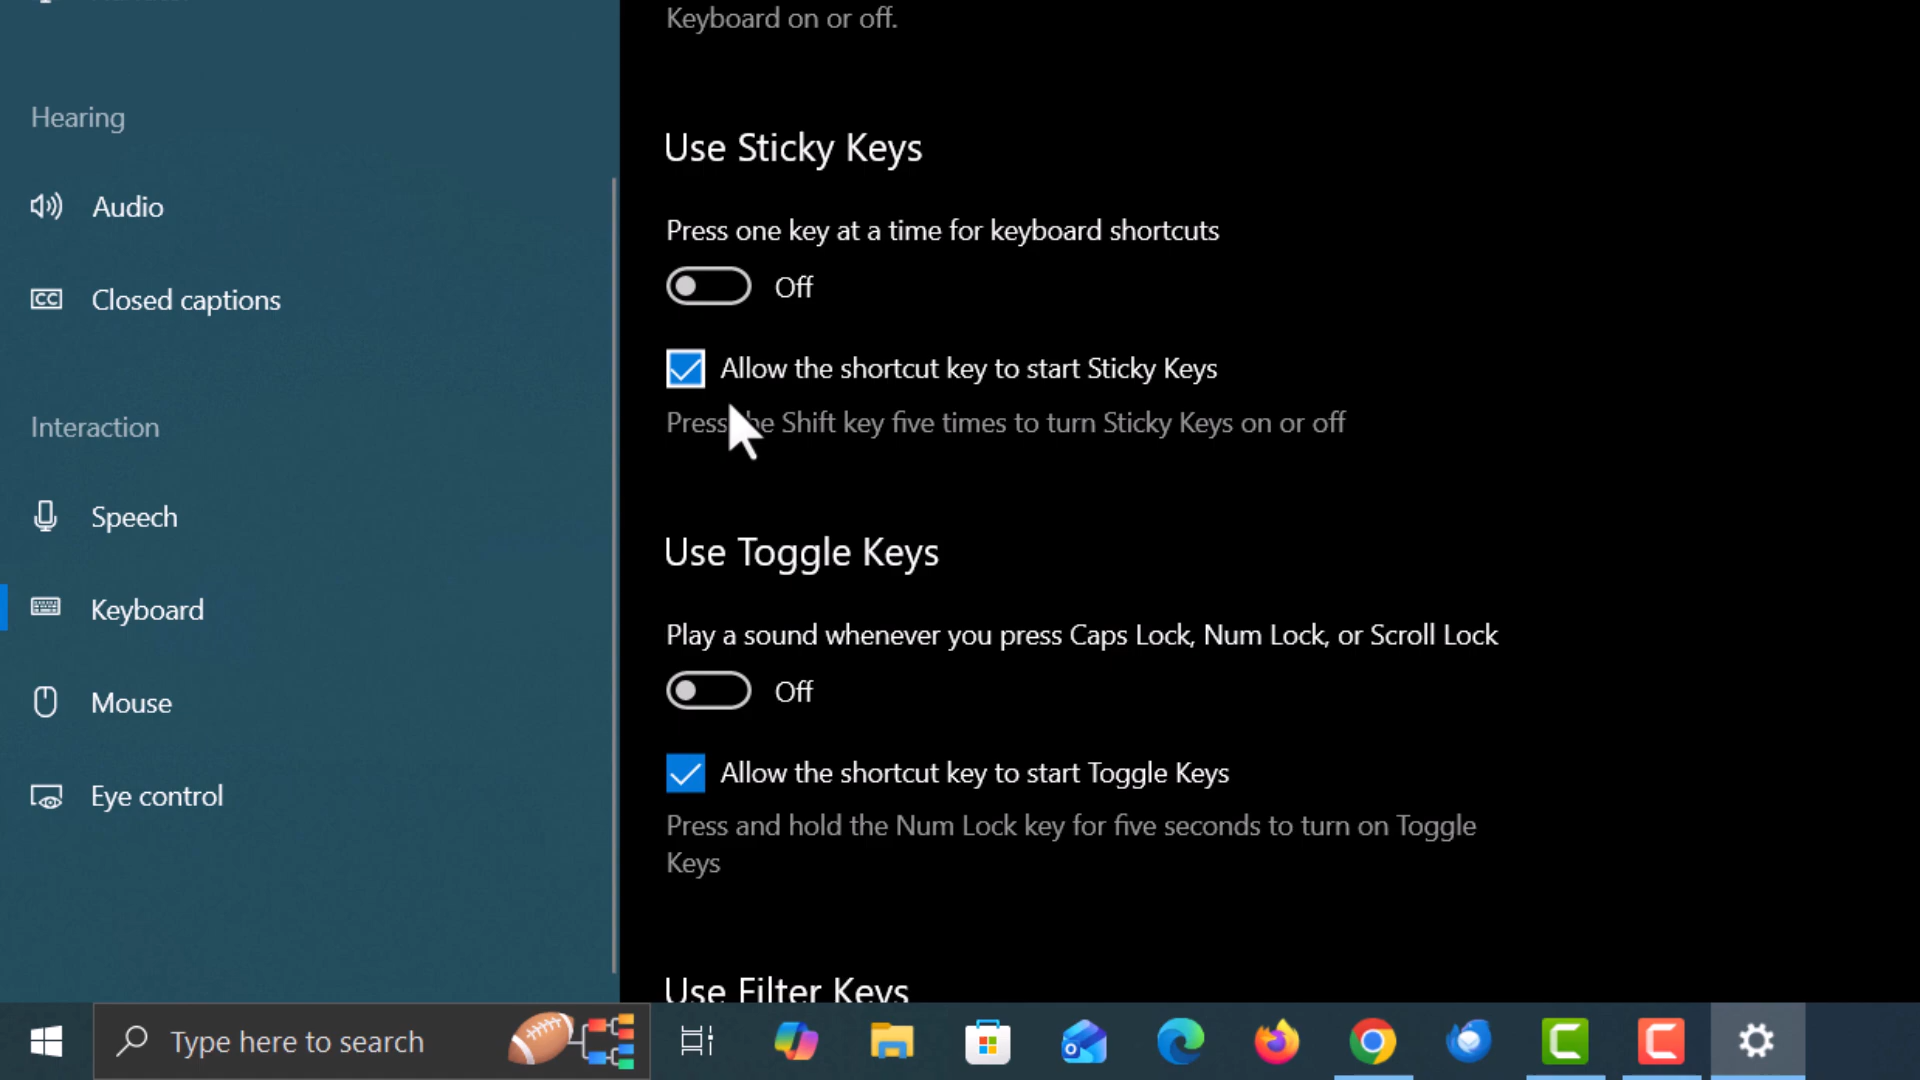 Keyboard on or off.
Hearing
Use Sticky Keys
Audio
Press one key at a time for keyboard shortcuts
Off
Closed captions
Allow the shortcut key to start Sticky Keys
Press the Shift key five times to turn Sticky Keys on or off
Interaction
Speech
Use Toggle Keys
Keyboard
Play a sound whenever you press Caps Lock, Num Lock, or Scroll Lock
Off
Mouse
Allow the shortcut key to start Toggle Keys
Eye control
Press and hold the Num Lock key for five seconds to turn on Toggle
Keys
Use Filter Keys
Type here to search